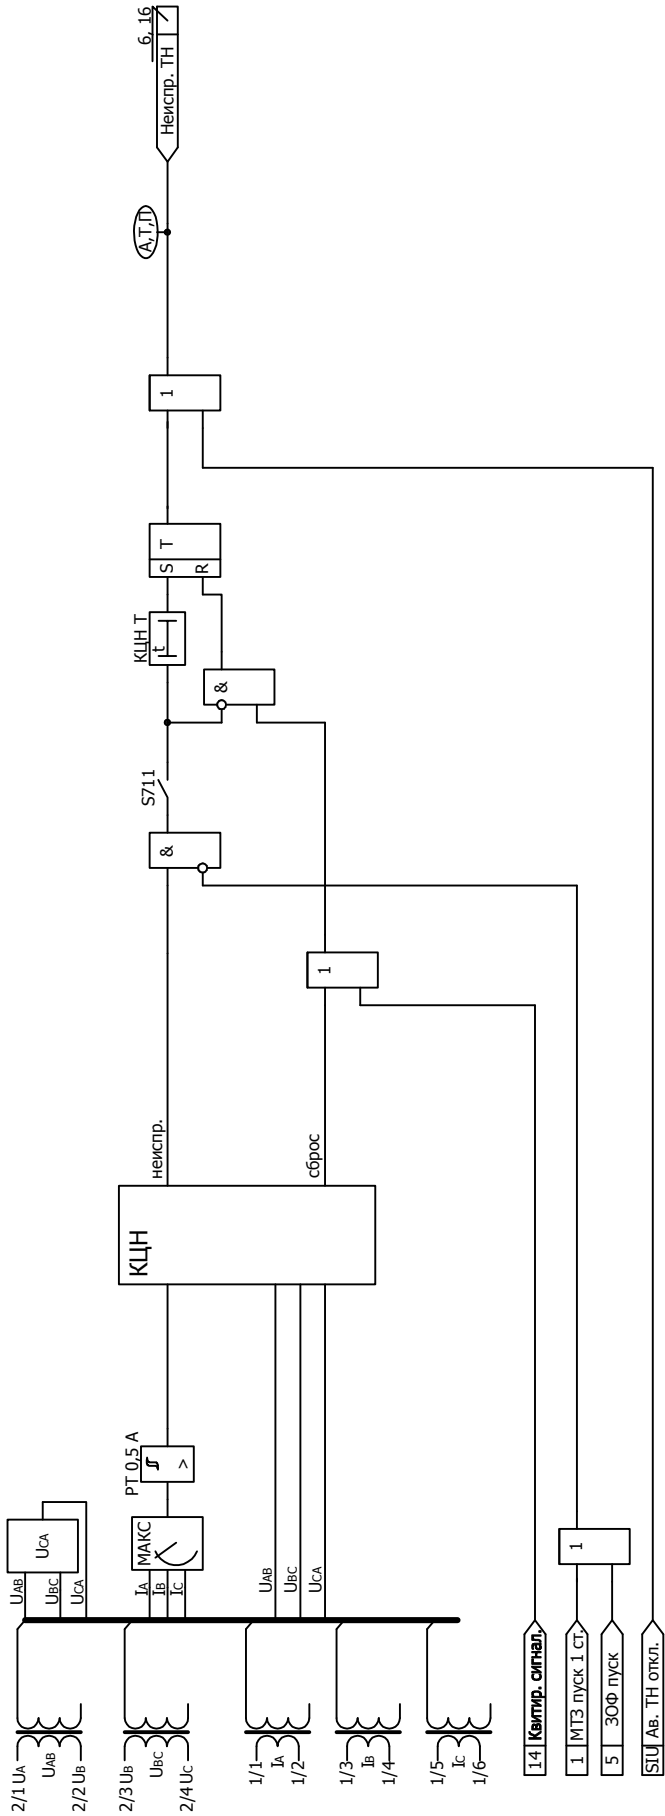 2/1 UA
UAB
2/2 UB
2/3 UB
UBC
2/4 UC
1/1
IA
1/2
1/3
IB
1/4
1/5
IC
1/6
14 Квитир. сигнал.
1 МТЗ пуск 1 ст.
5 ЗОФ пуск
SIU Ав. ТН откл.
UAB
UBC
UCA
UCA
IA
IB
IC
МАКС
РТ 0,5 А
>
UAB
UBC
UCA
1
КЦН
неиспр.
сброс
1
&
S711
&
КЦН Т
t
S
R
T
1
А,Т,П
Неиспр. ТН
6, 16